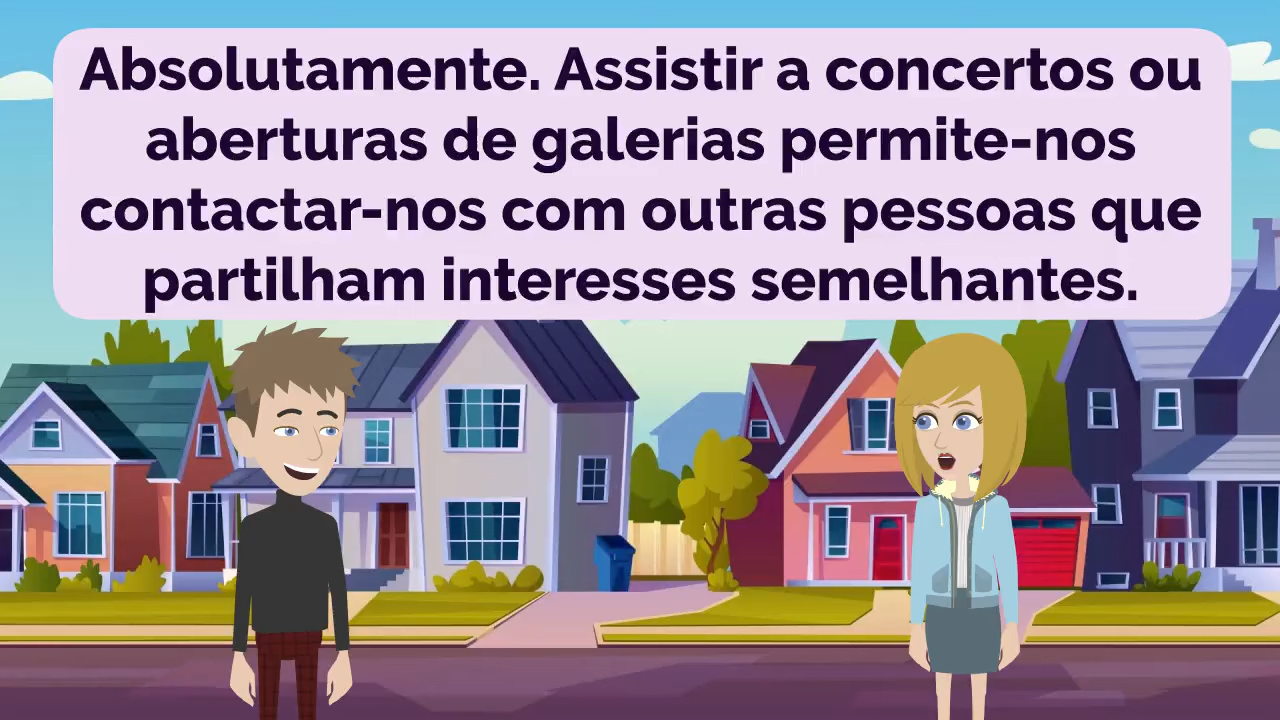 Absolutamente. Assistir a concertos ou
aberturas de galerias permite-nos
contactar-nos com outras pessoas que
partilham interesses semelhantes.